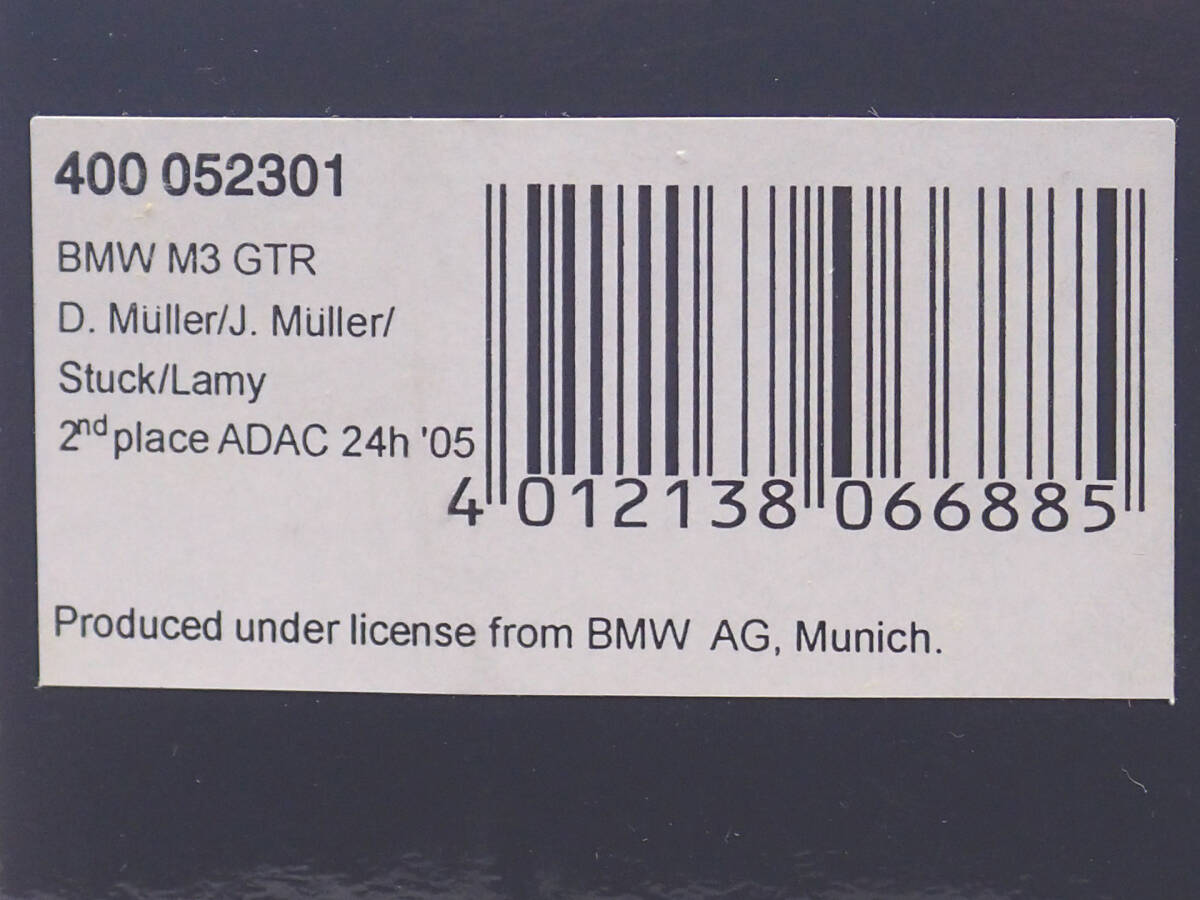 400 052301
BMW M3 GTR
D. Müller/J. Müller/
Stuck/Lamy
2nd place ADAC 24h '05
4 012138 066885
Produced under license from BMW AG, Munich.